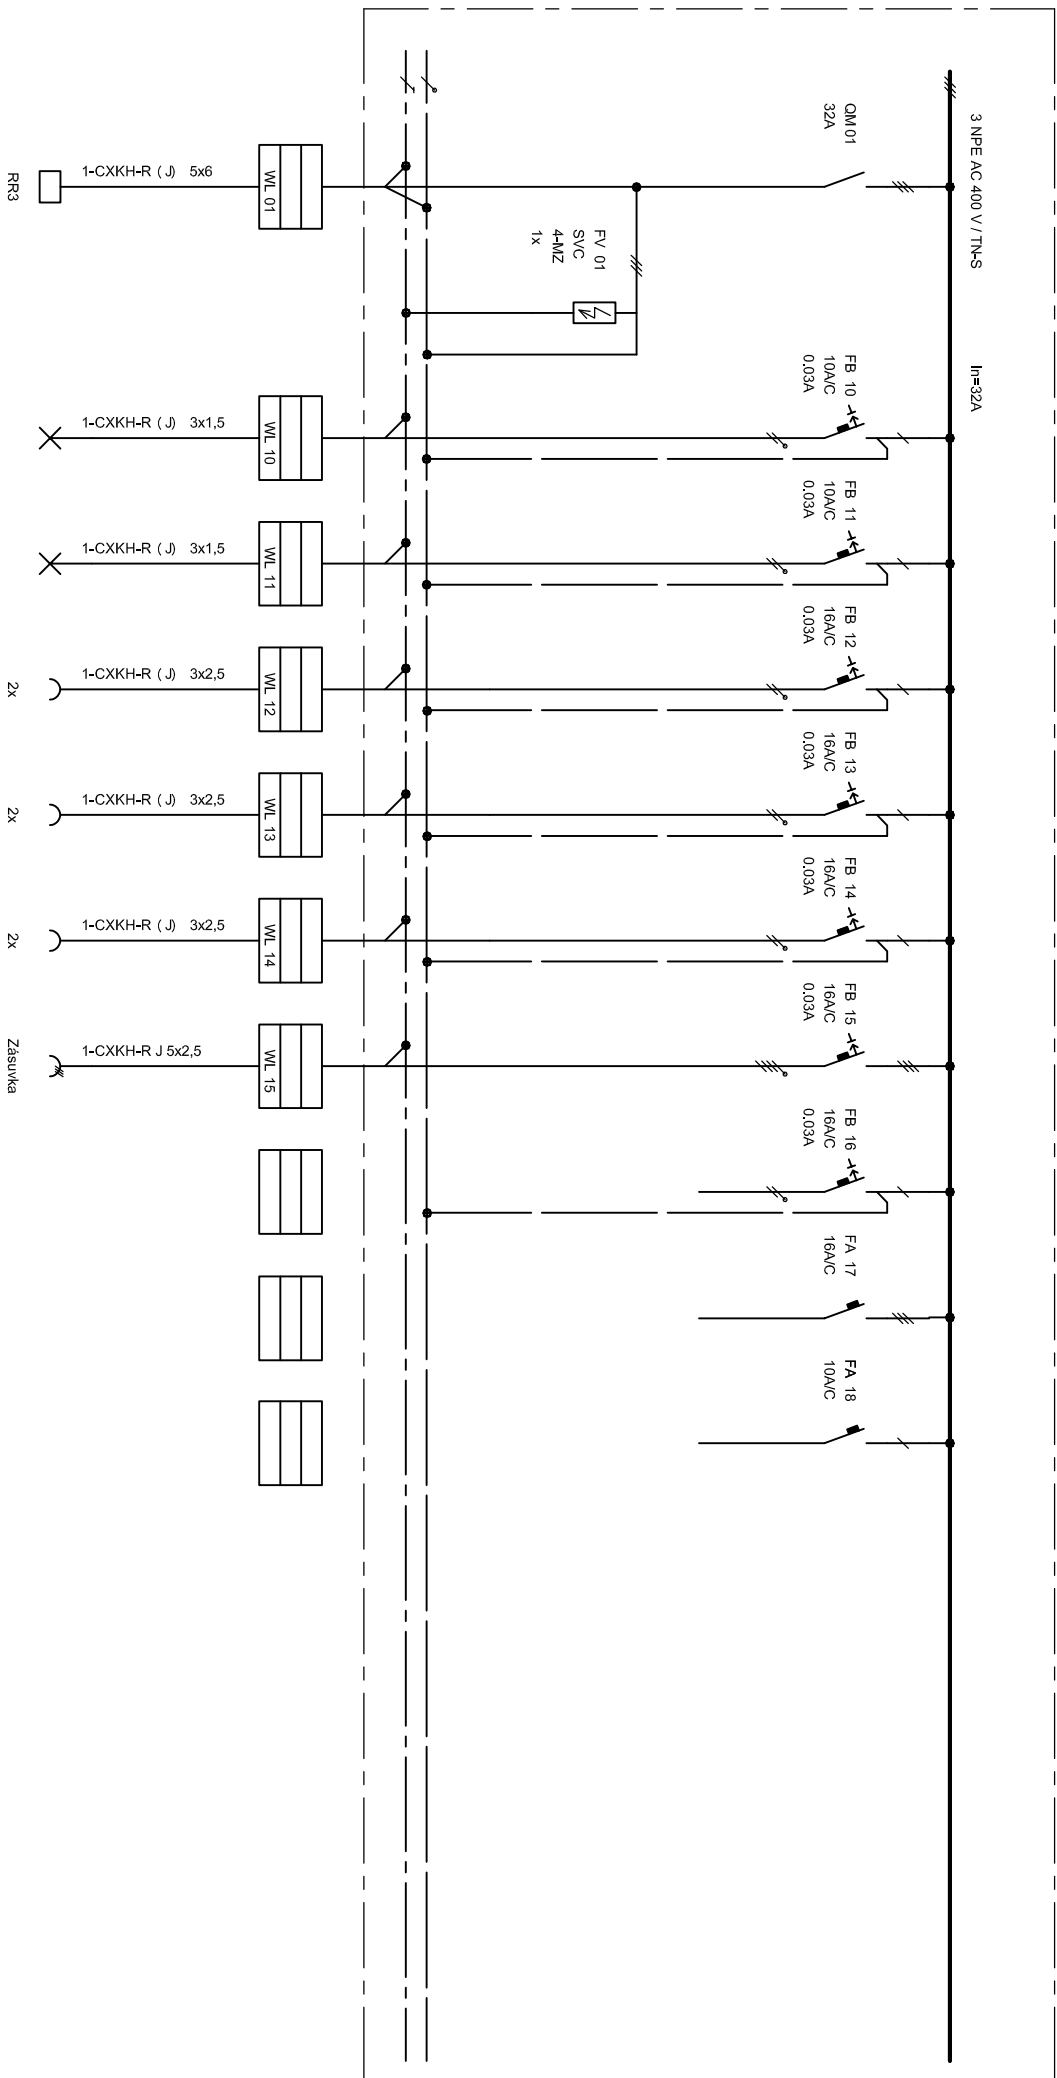 3 NPE AC 400 V / TN-S
In=32A
QM 01
32A
FV 01
SVC
4-MZ
1x
FB 10
10A/C
0.03A
FB 11
10A/C
0.03A
FB 12
16A/C
0.03A
FB 13
16A/C
0.03A
FB 14
16A/C
0.03A
FB 15
16A/C
0.03A
FB 16
16A/C
0.03A
FA 17
16A/C
FA 18
10A/C
WL 01
WL 10
WL 11
WL 12
WL 13
WL 14
WL 15
1-CXKH-R ( J) 5x6
1-CXKH-R ( J) 3x1,5
1-CXKH-R ( J) 3x1,5
1-CXKH-R ( J) 3x2,5
1-CXKH-R ( J) 3x2,5
1-CXKH-R ( J) 3x2,5
1-CXKH-R J 5x2,5
RR3
2x
2x
2x
Zásuvka